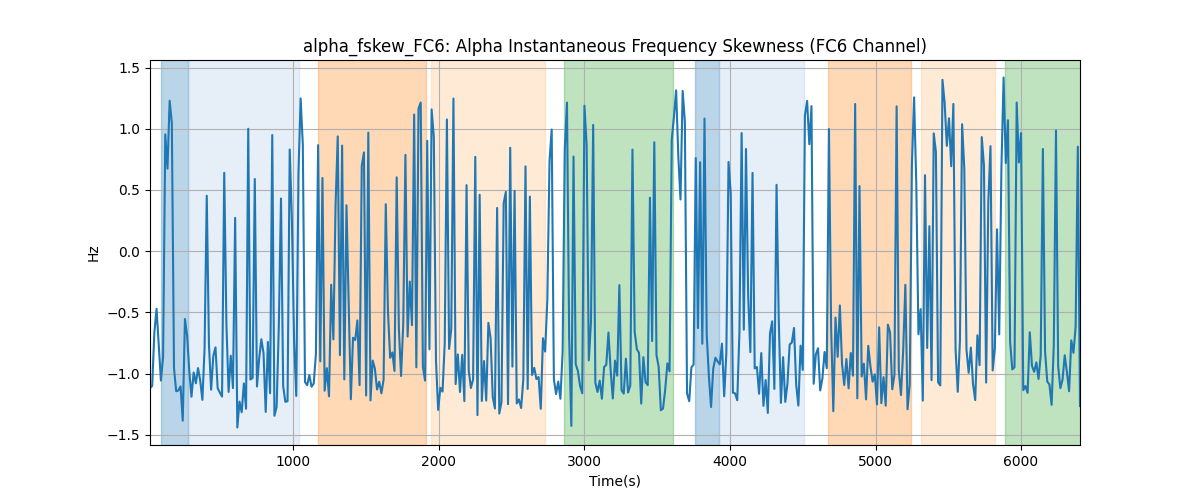 alpha_fskew_FC6: Alpha Instantaneous Frequency Skewness (FC6 Channel)
1.5
1.0
0.5
0.0
−0.5
−1.0
−1.5
Hz
1000 2000 3000 4000 5000 6000
Time(s)